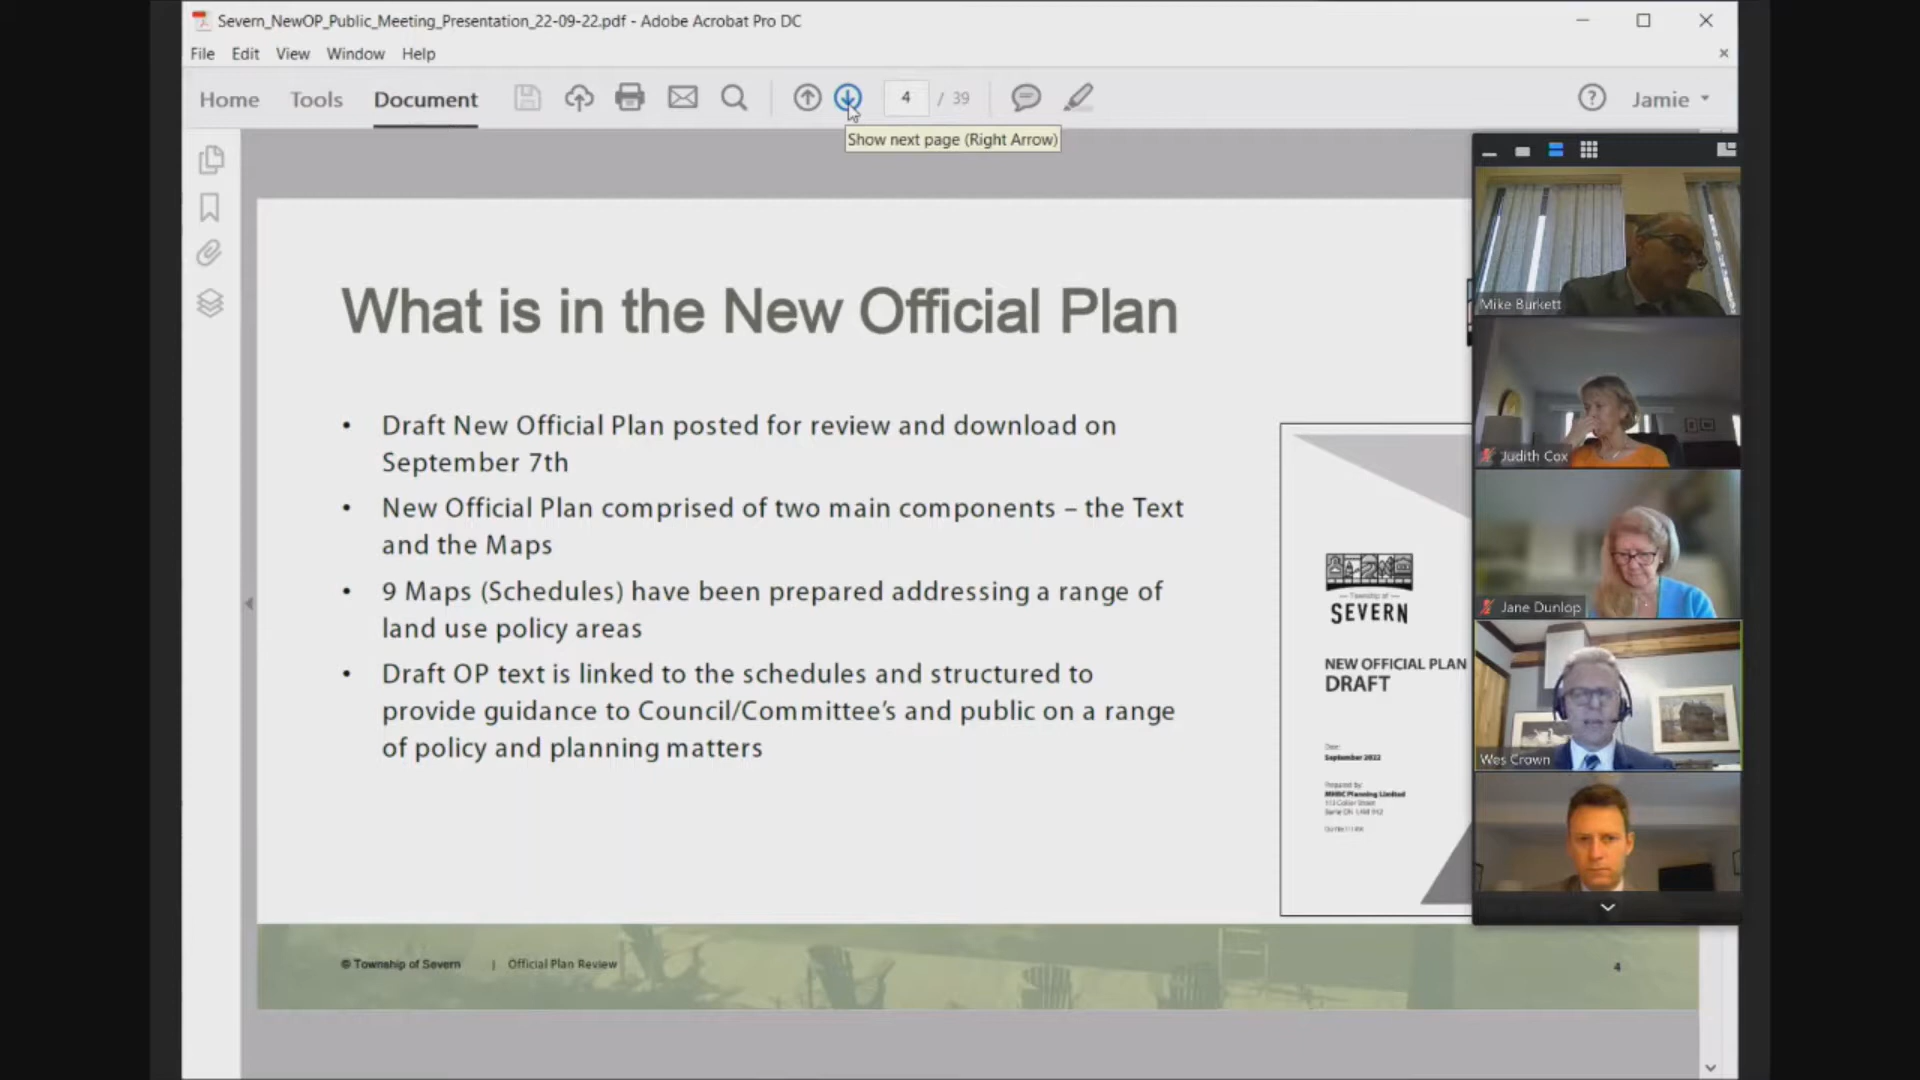 Severn_NewOP_Public_Meeting_Presentation_22-09-22.pdf - Adobe Acrobat Pro DC
File Edit View Window Help
Home Tools Document 4 / 39 Jamie
Show next page (Right Arrow)
What is in the New Official Plan
• Draft New Official Plan posted for review and download on
September 7th
• New Official Plan comprised of two main components – the Text
and the Maps
• 9 Maps (Schedules) have been prepared addressing a range of
land use policy areas
• Draft OP text is linked to the schedules and structured to
provide guidance to Council/Committee's and public on a range
of policy and planning matters
Township of
SEVERN
NEW OFFICIAL PLAN
DRAFT
Date:
September 2022
Prepared by:
MHBC Planning Limited
113 Collier Street
Mike Burkett
Judith Cox
Jane Dunlop
Wes Crown
© Township of Severn | Official Plan Review
4